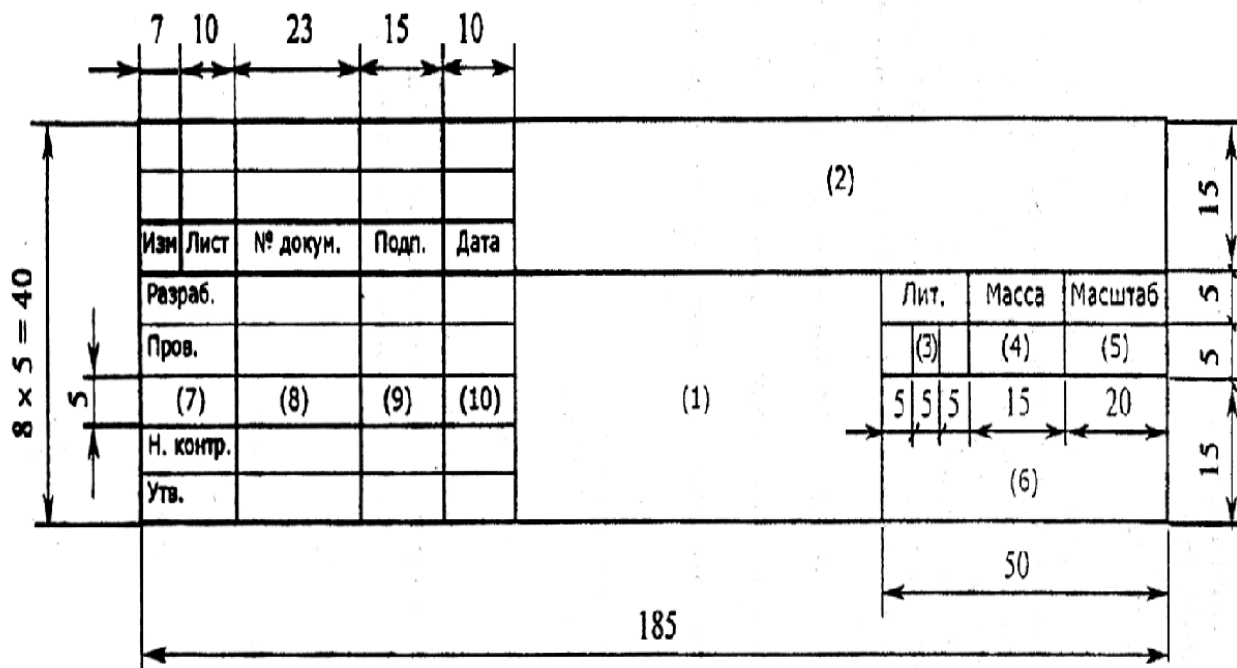 7 10 23 15 10
(2)
15
Изм Лист № докум. Подп. Дата
8 × 5 = 40
Разраб.
Лит. Масса Масштаб
5
Пров.
(3) (4) (5)
5
5
(7) (8) (9) (10)
(1)
5 5 5 15 20
Н. контр.
15
(6)
Утв.
50
185